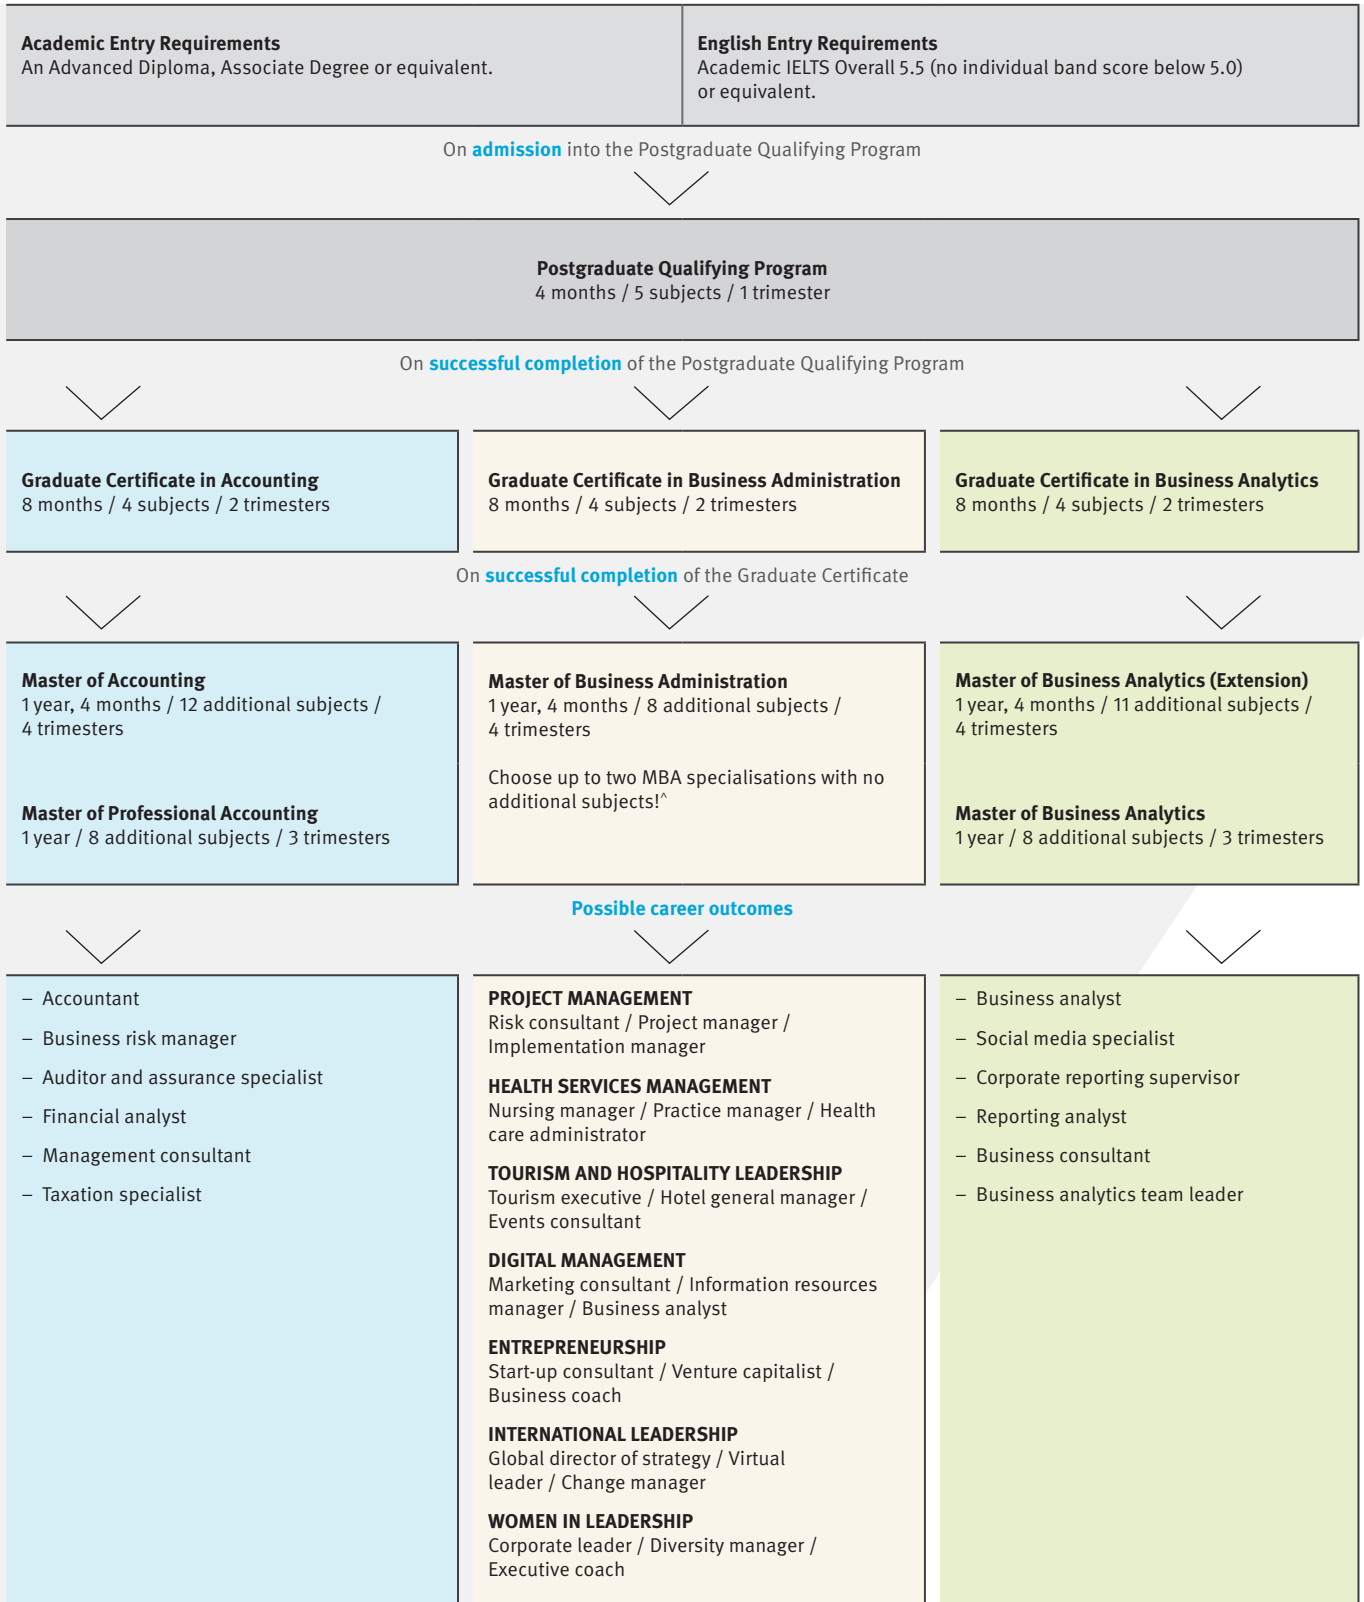 Academic Entry Requirements
An Advanced Diploma, Associate Degree or equivalent.
English Entry Requirements
Academic IELTS Overall 5.5 (no individual band score below 5.0)
or equivalent.
On admission into the Postgraduate Qualifying Program
Postgraduate Qualifying Program
4 months / 5 subjects / 1 trimester
On successful completion of the Postgraduate Qualifying Program
Graduate Certificate in Accounting
8 months / 4 subjects / 2 trimesters
Graduate Certificate in Business Administration
8 months / 4 subjects / 2 trimesters
Graduate Certificate in Business Analytics
8 months / 4 subjects / 2 trimesters
On successful completion of the Graduate Certificate
Master of Accounting
1 year, 4 months / 12 additional subjects /
4 trimesters
Master of Professional Accounting
1 year / 8 additional subjects / 3 trimesters
Master of Business Administration
1 year, 4 months / 8 additional subjects /
4 trimesters
Choose up to two MBA specialisations with no
additional subjects!^
Master of Business Analytics (Extension)
1 year, 4 months / 11 additional subjects /
4 trimesters
Master of Business Analytics
1 year / 8 additional subjects / 3 trimesters
Possible career outcomes
– Accountant
– Business risk manager
– Auditor and assurance specialist
– Financial analyst
– Management consultant
– Taxation specialist
PROJECT MANAGEMENT
Risk consultant / Project manager /
Implementation manager
HEALTH SERVICES MANAGEMENT
Nursing manager / Practice manager / Health
care administrator
TOURISM AND HOSPITALITY LEADERSHIP
Tourism executive / Hotel general manager /
Events consultant
DIGITAL MANAGEMENT
Marketing consultant / Information resources
manager / Business analyst
ENTREPRENEURSHIP
Start-up consultant / Venture capitalist /
Business coach
INTERNATIONAL LEADERSHIP
Global director of strategy / Virtual
leader / Change manager
WOMEN IN LEADERSHIP
Corporate leader / Diversity manager /
Executive coach
– Business analyst
– Social media specialist
– Corporate reporting supervisor
– Reporting analyst
– Business consultant
– Business analytics team leader